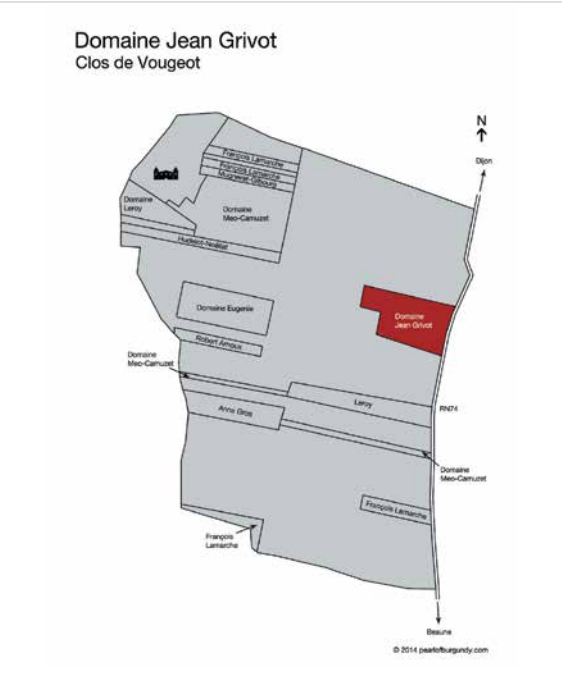 Domaine Jean Grivot
Clos de Vougeot
N
Dijon
François Lamarche
François Lamarche
Mugneret-Gibourg
Domaine
Leroy
Domaine
Meo-Camuzet
Hudelot-Noëllat
Domaine Eugenie
Domaine
Jean Grivot
Robert Arnoux
Domaine
Meo-Camuzet
Leroy
RN74
Anne Gros
Domaine
Meo-Camuzet
François Lamarche
François
Lamarche
Beaune
© 2014 pearlofburgundy.com